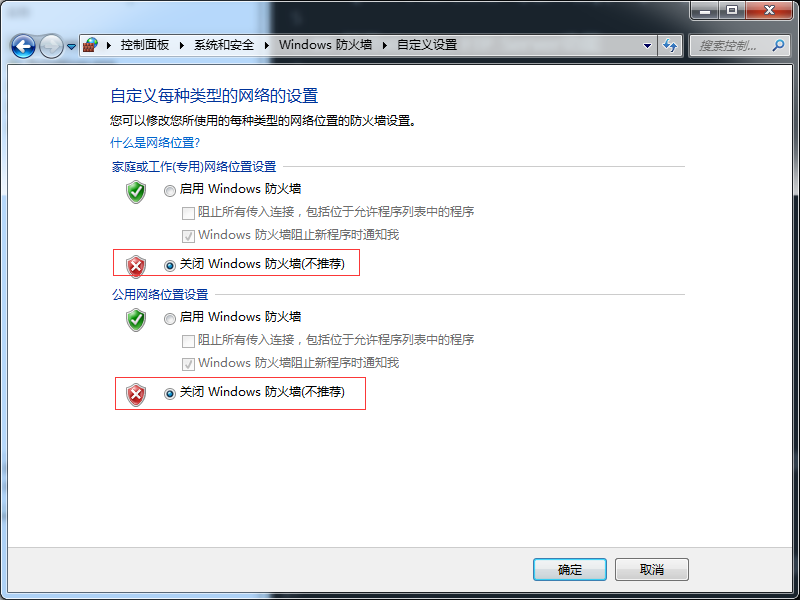 控制面板 系统和安全 Windows 防火墙 自定义设置
搜索控制...
自定义每种类型的网络的设置
您可以修改您所使用的每种类型的网络位置的防火墙设置。
什么是网络位置?
家庭或工作(专用)网络位置设置
启用 Windows 防火墙
阻止所有传入连接，包括位于允许程序列表中的程序
Windows 防火墙阻止新程序时通知我
关闭 Windows 防火墙(不推荐)
公用网络位置设置
启用 Windows 防火墙
阻止所有传入连接，包括位于允许程序列表中的程序
Windows 防火墙阻止新程序时通知我
关闭 Windows 防火墙(不推荐)
确定 取消